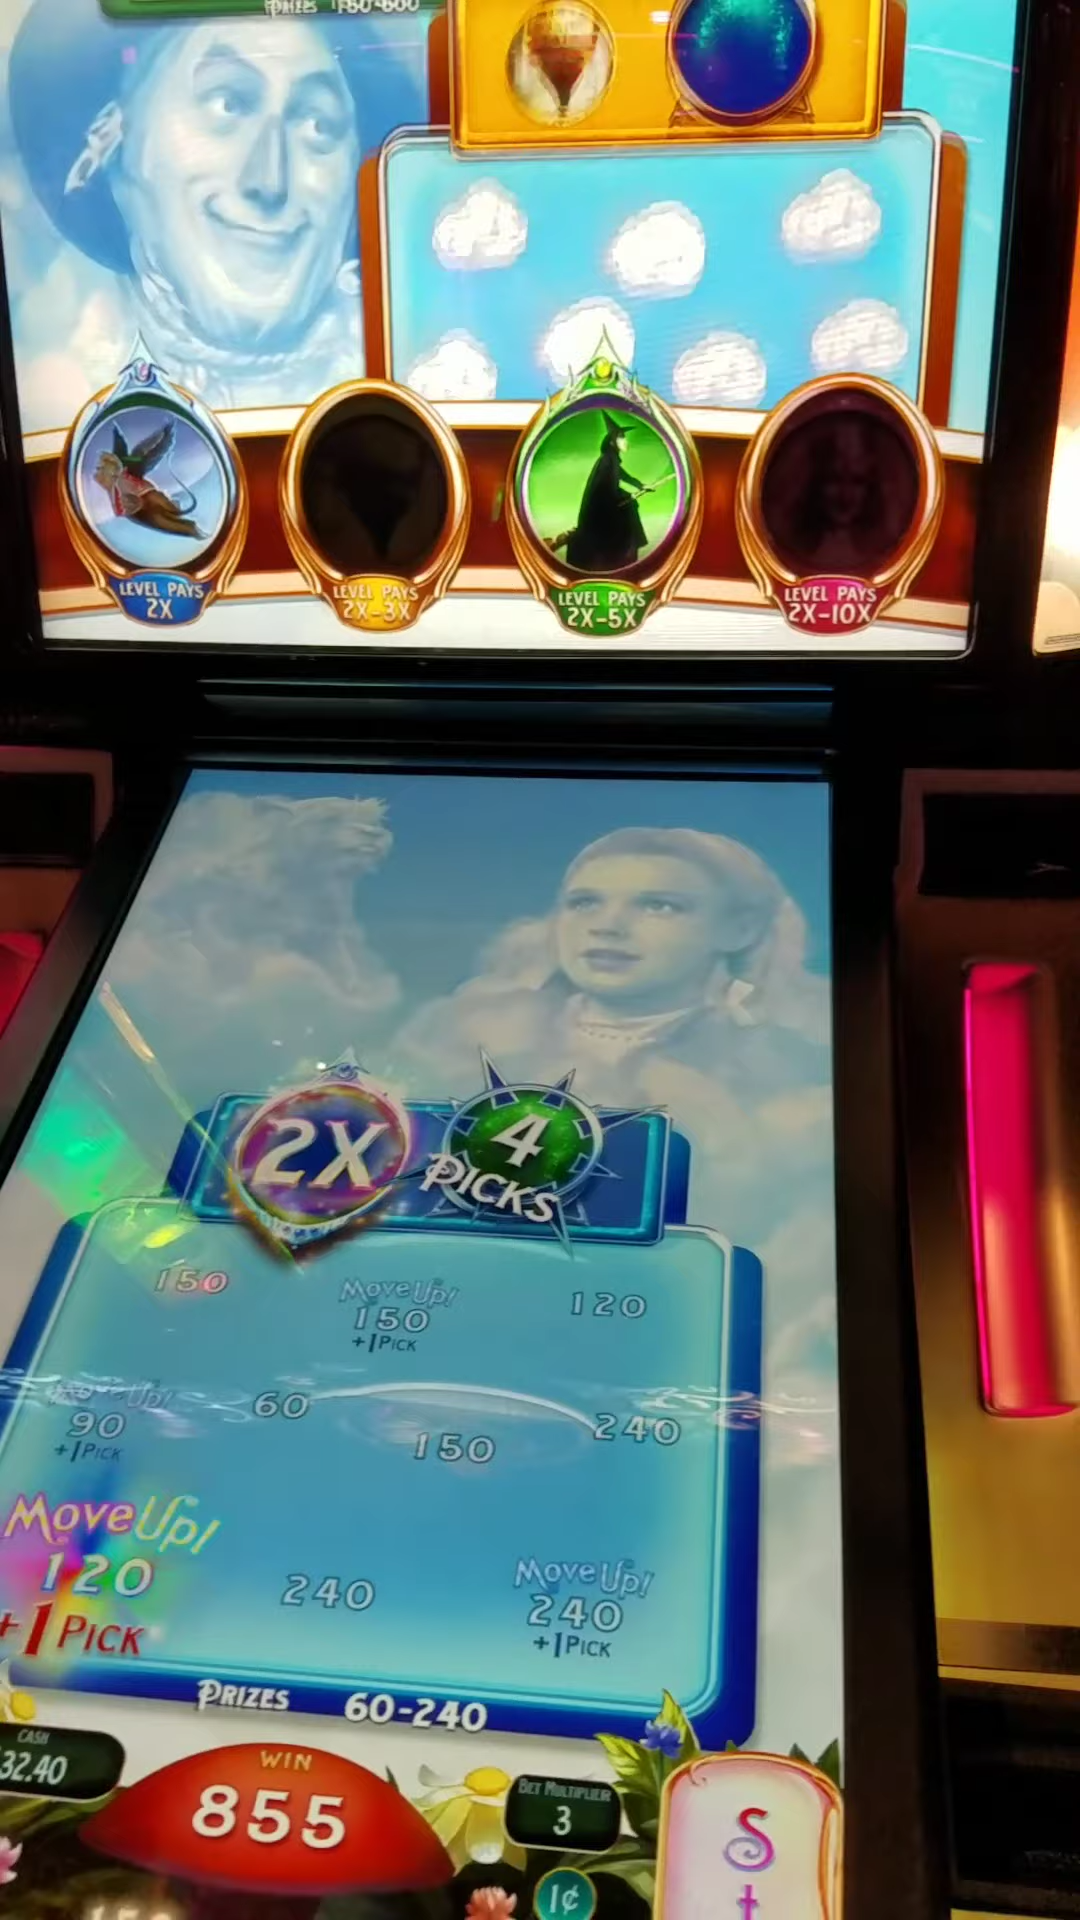 PRIZES 150-600
LEVEL PAYS
2X
LEVEL PAYS
2X-3X
LEVEL PAYS
2X-5X
LEVEL PAYS
2X-10X
2X
4
PICKS
150
Move Up!
150
+1 PICK
120
Move Up!
90
+1 PICK
60
150
240
Move Up!
120
+1 PICK
240
Move Up!
240
+1 PICK
PRIZES 60-240
CASH
32.40
WIN
855
BET MULTIPLIER
3
1¢
S
t